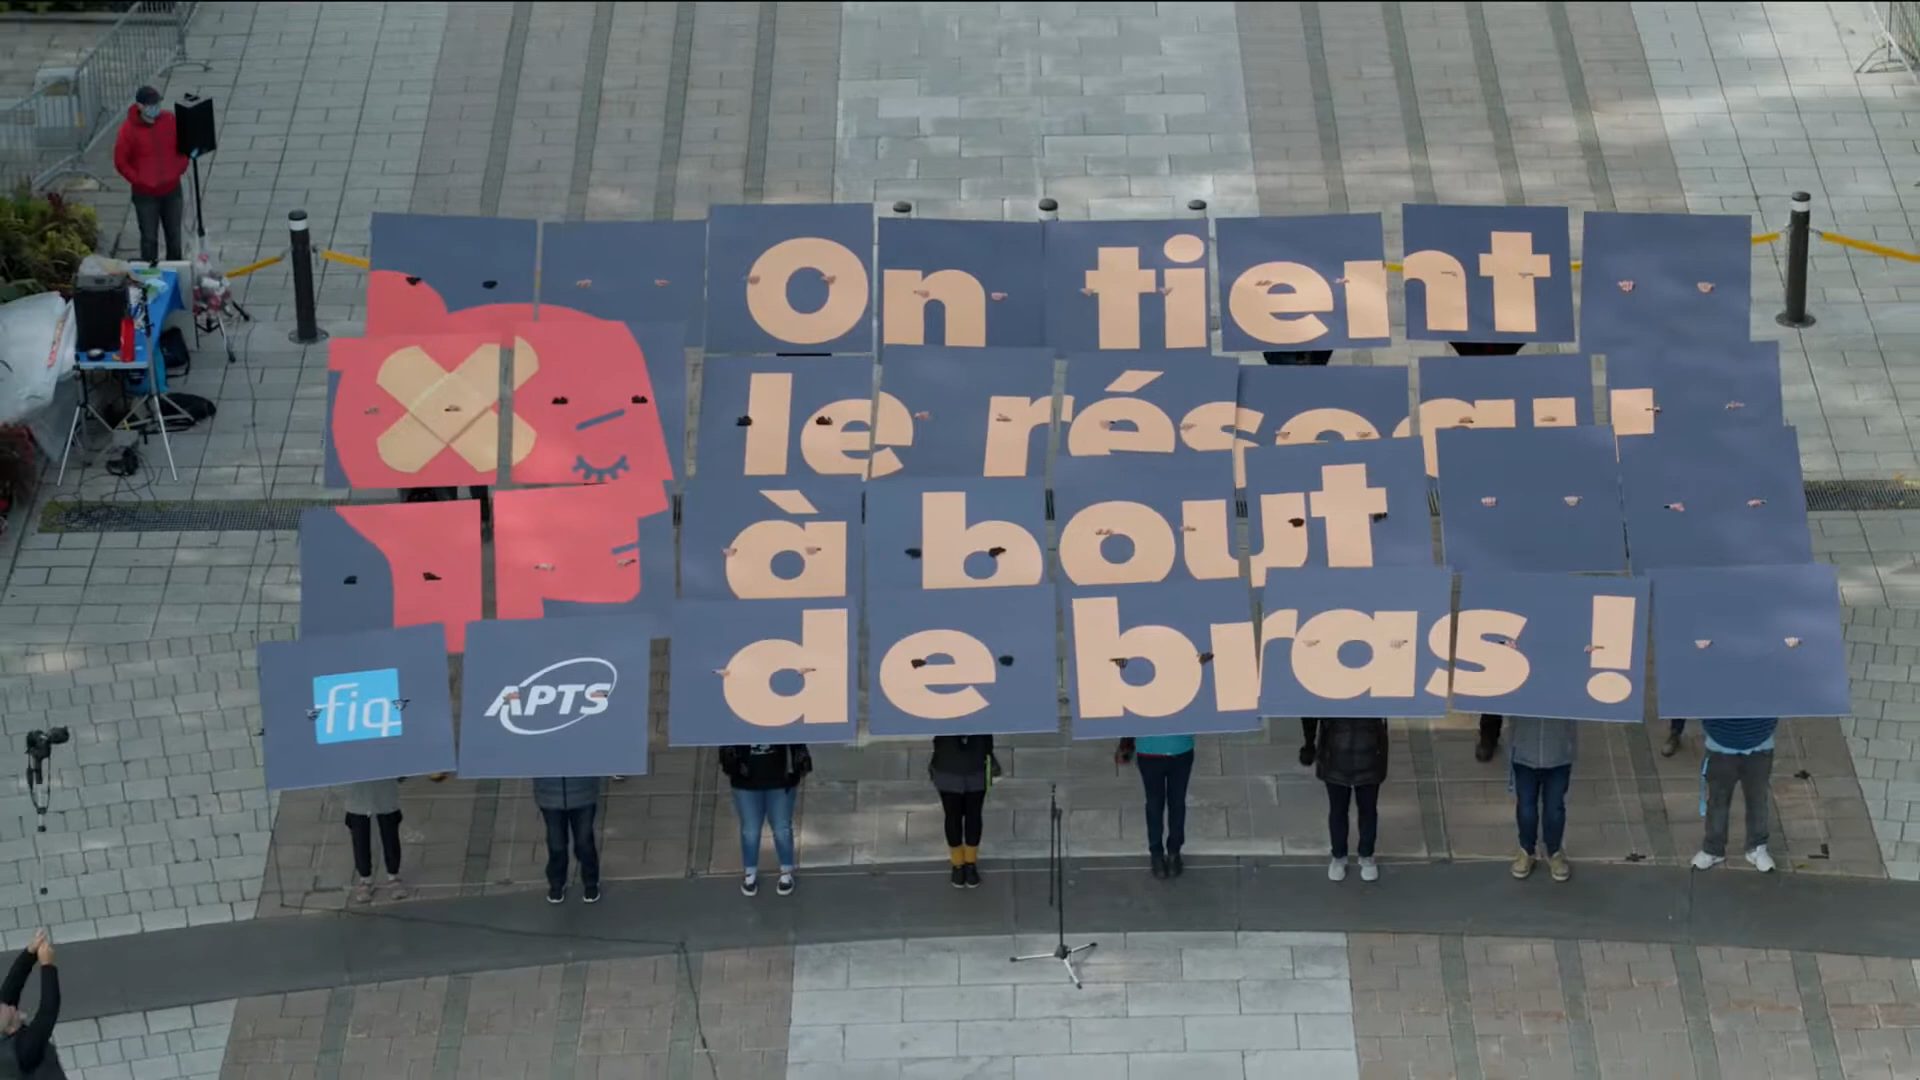 On tient
le réseau
à bout
de bras !
fiq
APTS